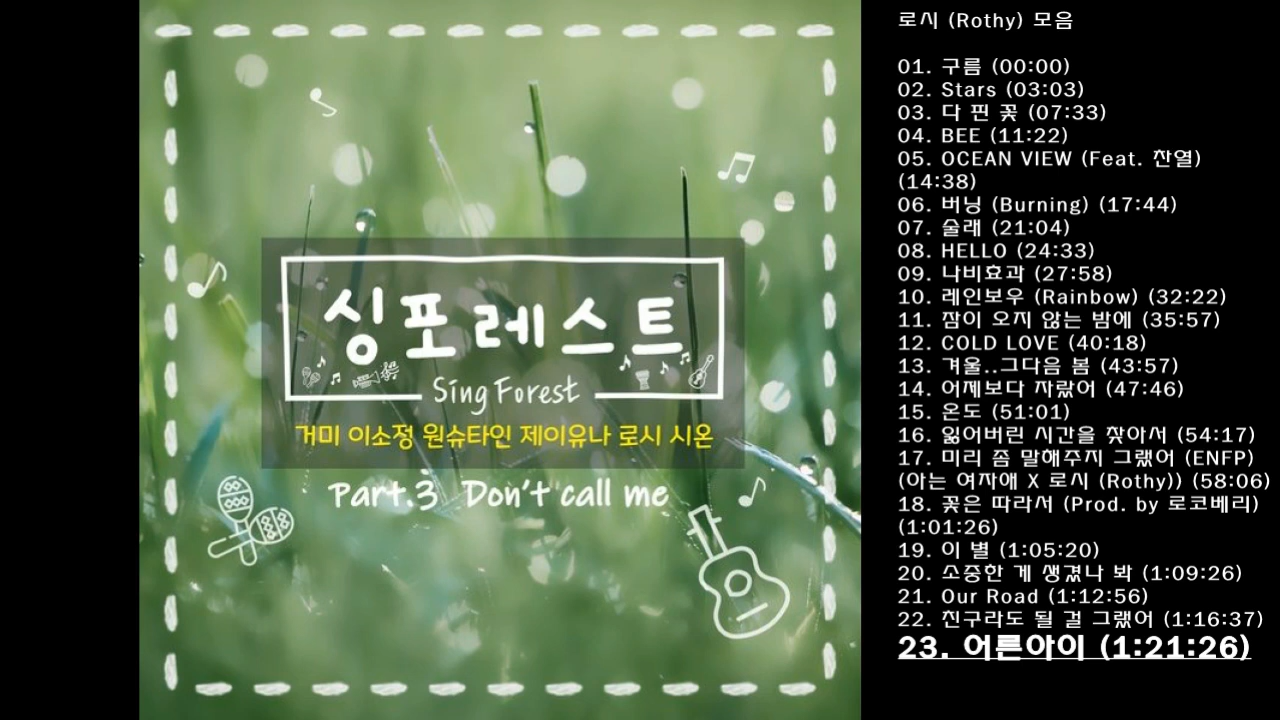 싱포레스트
Sing Forest
거미 이소정 원슈타인 제이유나 로시 시온
Part.3 Don't call me
로시 (Rothy) 모음
01. 구름 (00:00)
02. Stars (03:03)
03. 다 핀 꽃 (07:33)
04. BEE (11:22)
05. OCEAN VIEW (Feat. 찬열)
(14:38)
06. 버닝 (Burning) (17:44)
07. 술래 (21:04)
08. HELLO (24:33)
09. 나비효과 (27:58)
10. 레인보우 (Rainbow) (32:22)
11. 잠이 오지 않는 밤에 (35:57)
12. COLD LOVE (40:18)
13. 겨울..그다음 봄 (43:57)
14. 어제보다 자랐어 (47:46)
15. 온도 (51:01)
16. 잃어버린 시간을 찾아서 (54:17)
17. 미리 좀 말해주지 그랬어 (ENFP)
(아는 여자애 X 로시 (Rothy)) (58:06)
18. 꽃은 따라서 (Prod. by 로코베리)
(1:01:26)
19. 이 별 (1:05:20)
20. 소중한 게 생겼나 봐 (1:09:26)
21. Our Road (1:12:56)
22. 친구라도 될 걸 그랬어 (1:16:37)
23. 어른아이 (1:21:26)